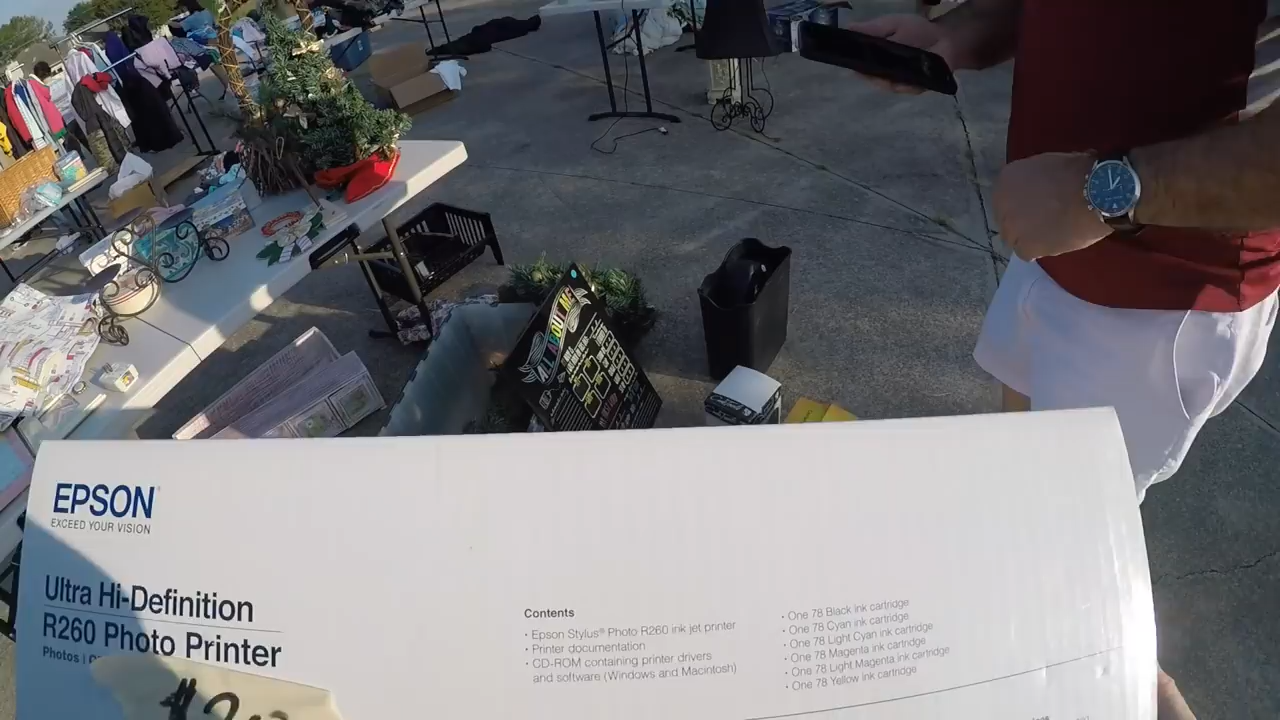 EPSON
EXCEED YOUR VISION
Ultra Hi-Definition
R260 Photo Printer
Photos
Contents
· Epson Stylus® Photo R260 ink jet printer
· Printer documentation
· CD-ROM containing printer drivers
and software (Windows and Macintosh)
· One 78 Black ink cartridge
· One 78 Cyan ink cartridge
· One 78 Light Cyan ink cartridge
· One 78 Magenta ink cartridge
· One 78 Light Magenta ink cartridge
· One 78 Yellow ink cartridge